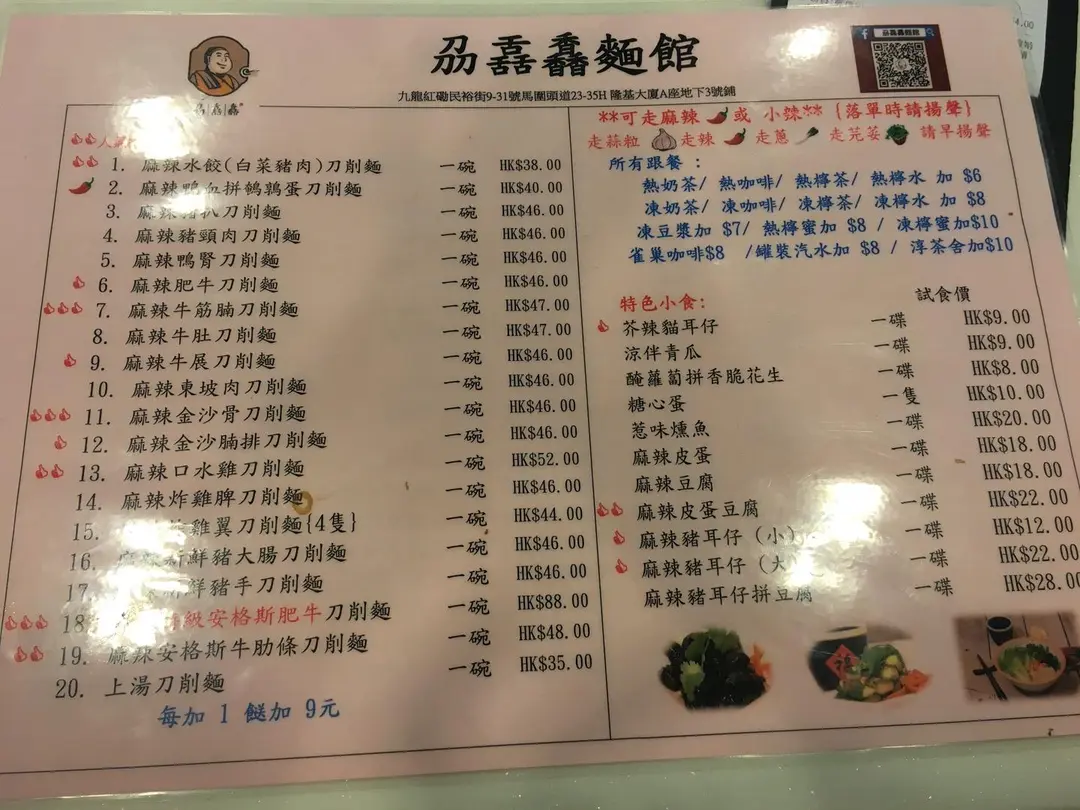 刕舙馫麵館
九龍紅磡民裕街9-31號馬圍頭道23-35H 隆基大廈A座地下3號鋪
1. 麻辣水餃(白菜豬肉)刀削麵 一碗 HK$38.00
2. 麻辣鴨血拼鵪鶉蛋刀削麵 一碗 HK$40.00
3. 麻辣豬扒刀削麵 一碗 HK$46.00
4. 麻辣豬頸肉刀削麵 一碗 HK$46.00
5. 麻辣鴨腎刀削麵 一碗 HK$46.00
6. 麻辣肥牛刀削麵 一碗 HK$46.00
7. 麻辣牛筋腩刀削麵 一碗 HK$47.00
8. 麻辣牛肚刀削麵 一碗 HK$47.00
9. 麻辣牛展刀削麵 一碗 HK$46.00
10. 麻辣東坡肉刀削麵 一碗 HK$46.00
11. 麻辣金沙骨刀削麵 一碗 HK$46.00
12. 麻辣金沙腩排刀削麵 一碗 HK$46.00
13. 麻辣口水雞刀削麵 一碗 HK$52.00
14. 麻辣炸雞脾刀削麵 一碗 HK$46.00
15. 雞翼刀削麵{4隻} 一碗 HK$44.00
16. 鮮豬大腸刀削麵 一碗 HK$46.00
17. 鮮豬手刀削麵 一碗 HK$46.00
18. 級安格斯肥牛刀削麵 一碗 HK$88.00
19. 麻辣安格斯牛肋條刀削麵 一碗 HK$48.00
20. 上湯刀削麵 一碗 HK$35.00
每加 1 餸加 9元
**可走麻辣 或 小辣** {落單時請揚聲}
走蒜粒 走辣 走蔥 走芫荽 請早揚聲
所有跟餐：
熱奶茶/ 熱咖啡/ 熱檸茶/ 熱檸水 加 $6
凍奶茶/ 凍咖啡/ 凍檸茶/ 凍檸水 加 $8
凍豆漿加 $7/ 熱檸蜜加 $8 / 凍檸蜜加$10
雀巢咖啡$8 /罐裝汽水加 $8 / 淳茶舍加$10
特色小食: 試食價
芥辣貓耳仔 一碟 HK$9.00
涼伴青瓜 一碟 HK$9.00
醃蘿蔔拼香脆花生 一碟 HK$8.00
糖心蛋 一隻 HK$10.00
惹味燻魚 一碟 HK$20.00
麻辣皮蛋 一碟 HK$18.00
麻辣豆腐 一碟 HK$18.00
麻辣皮蛋豆腐 一碟 HK$22.00
麻辣豬耳仔（小） 一碟 HK$12.00
麻辣豬耳仔（大 一碟 HK$22.00
麻辣豬耳仔拼豆腐 一碟 HK$28.00